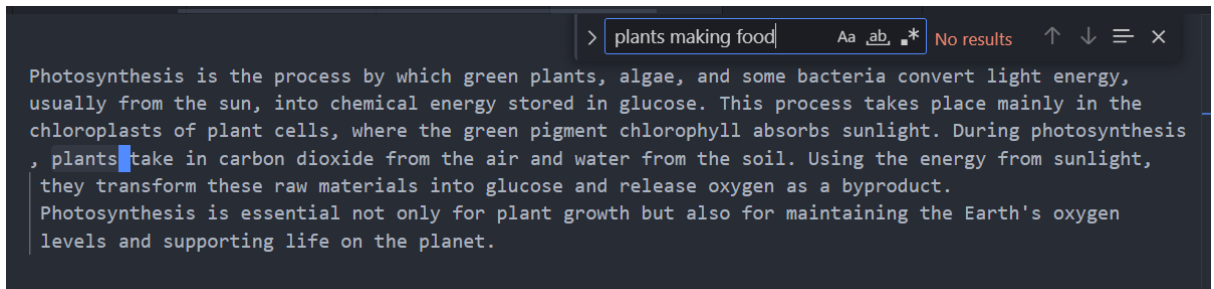 plants making food Aa ab, .* No results
Photosynthesis is the process by which green plants, algae, and some bacteria convert light energy,
usually from the sun, into chemical energy stored in glucose. This process takes place mainly in the
chloroplasts of plant cells, where the green pigment chlorophyll absorbs sunlight. During photosynthesis
, plants take in carbon dioxide from the air and water from the soil. Using the energy from sunlight,
they transform these raw materials into glucose and release oxygen as a byproduct.
Photosynthesis is essential not only for plant growth but also for maintaining the Earth's oxygen
levels and supporting life on the planet.